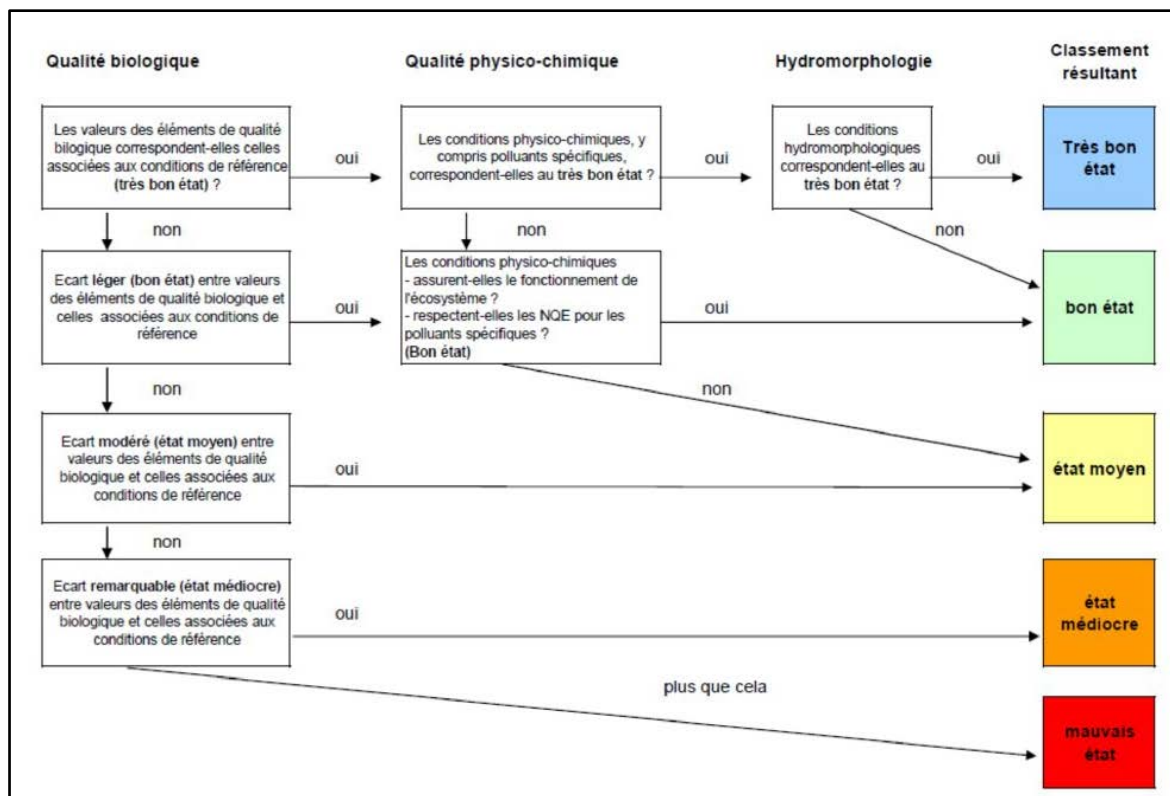 Qualité biologique
Qualité physico-chimique
Hydromorphologie
Classement
résultant
Les valeurs des éléments de qualité
bilogique correspondent-elles celles
associées aux conditions de référence
(très bon état) ?
oui
Les conditions physico-chimiques, y
compris polluants spécifiques,
correspondent-elles au très bon état ?
oui
Les conditions
hydromorphologiques
correspondent-elles au
très bon état ?
oui
Très bon
état
non
non
non
Ecart léger (bon état) entre valeurs
des éléments de qualité biologique et
celles associées aux conditions de
référence
oui
Les conditions physico-chimiques
- assurent-elles le fonctionnement de
l'écosystème ?
- respectent-elles les NQE pour les
polluants spécifiques ?
(Bon état)
oui
bon état
non
non
Ecart modéré (état moyen) entre
valeurs des éléments de qualité
biologique et celles associées aux
conditions de référence
oui
état moyen
non
Ecart remarquable (état médiocre)
entre valeurs des éléments de qualité
biologique et celles associées aux
conditions de référence
oui
état
médiocre
plus que cela
mauvais
état